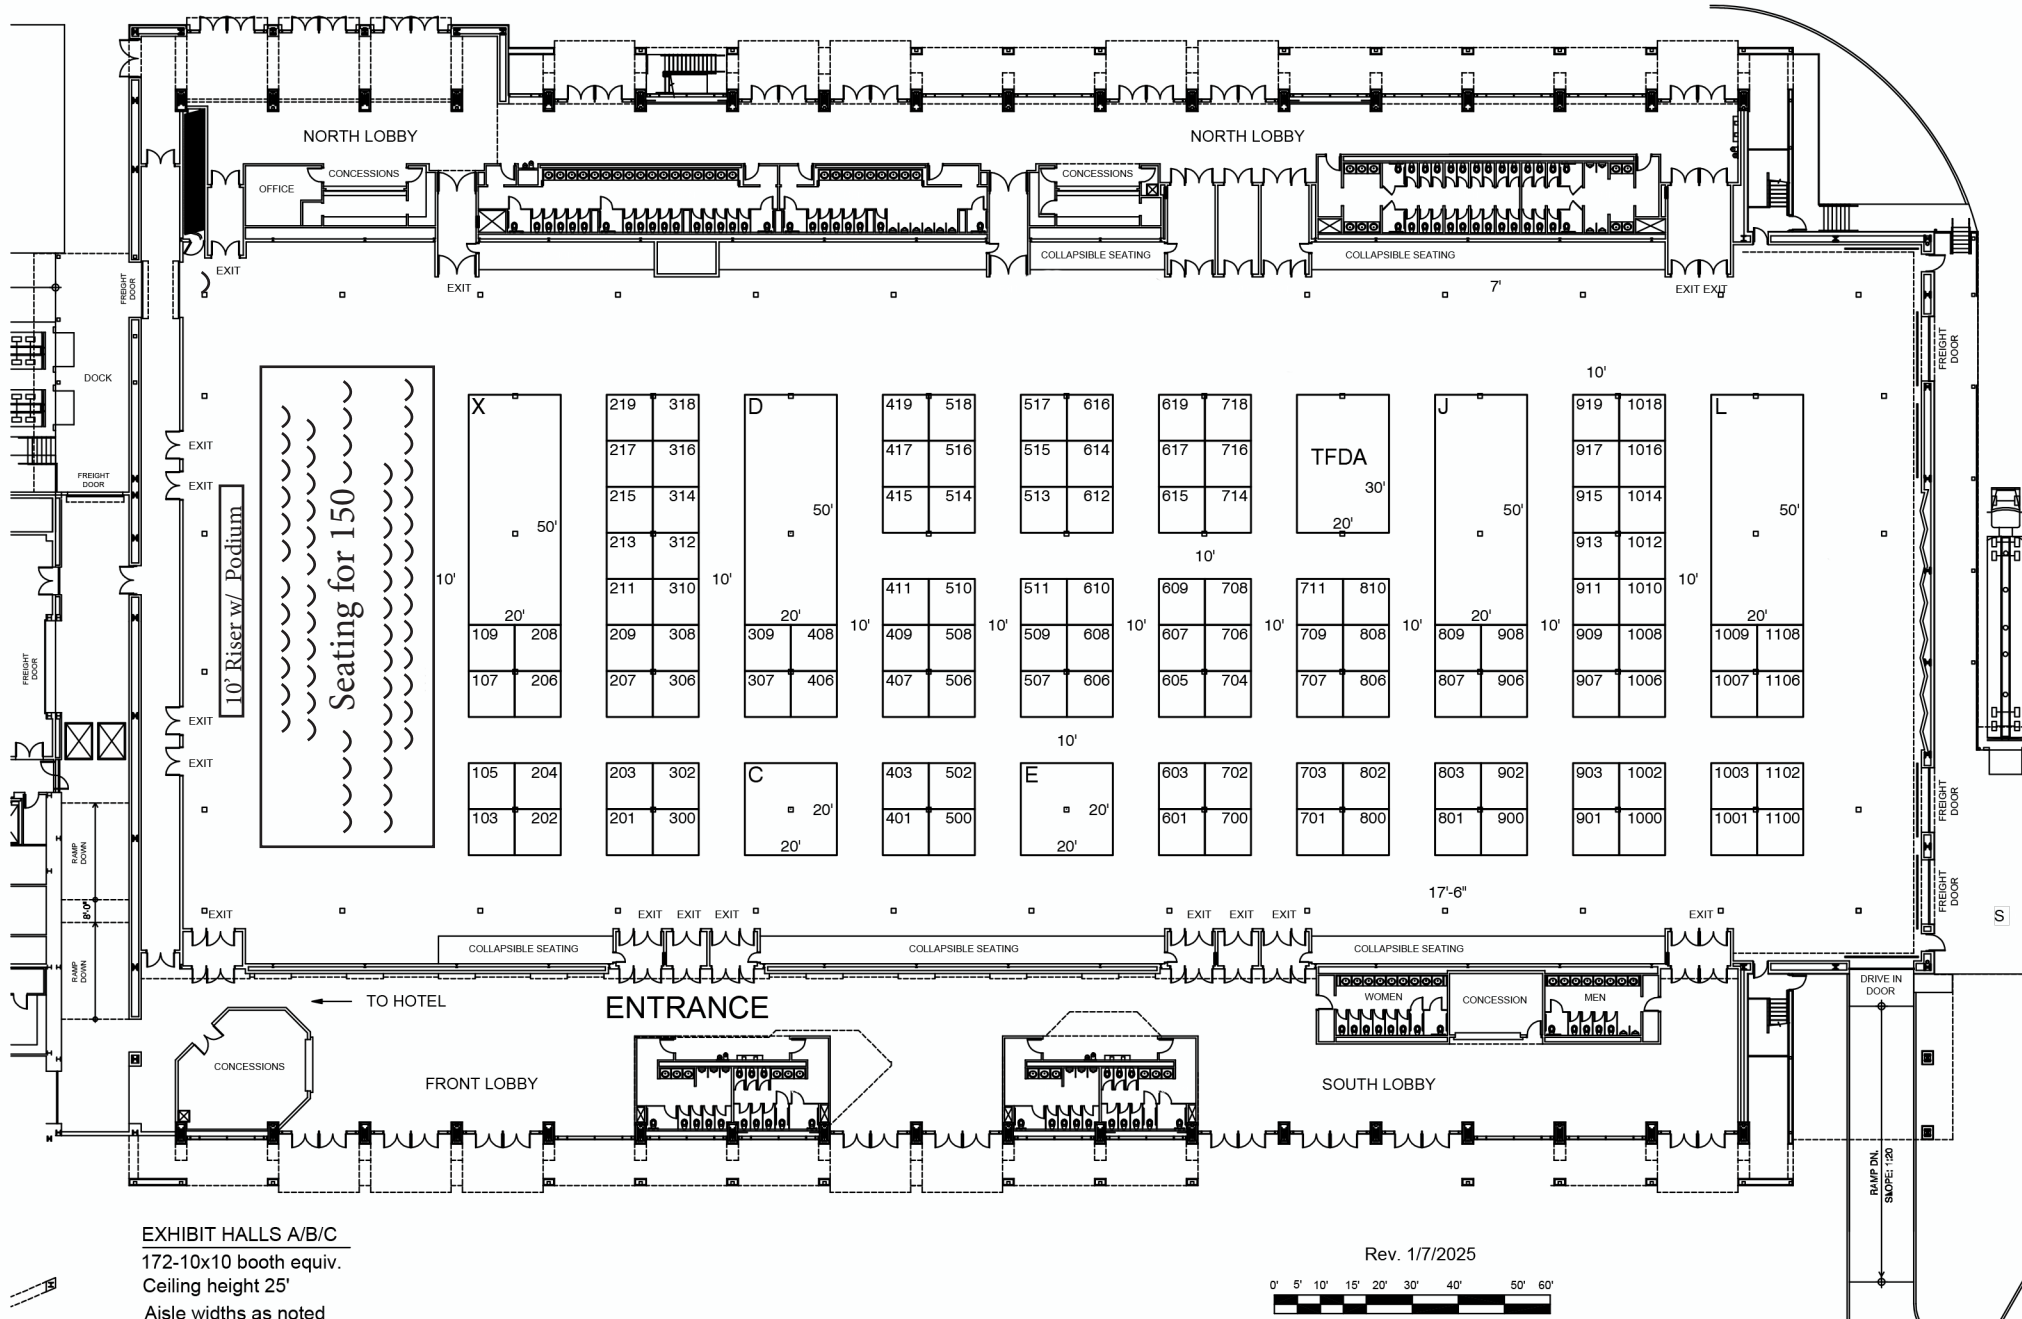 NORTH LOBBY
NORTH LOBBY
OFFICE
CONCESSIONS
CONCESSIONS
COLLAPSIBLE SEATING
COLLAPSIBLE SEATING
EXIT
EXIT
EXIT EXIT
7'
FREIGHT
DOOR
DOCK
FREIGHT
DOOR
FREIGHT
DOOR
FREIGHT
DOOR
10'
EXIT
EXIT
10' Riser w/ Podium
Seating for 150
X
219 318
D
419 518
517 616
619 718
TFDA
J
919 1018
L
217 316
417 516
515 614
617 716
917 1016
215 314
415 514
513 612
615 714
30'
915 1014
50'
50'
20'
50'
50'
213 312
913 1012
10'
10'
10'
10'
211 310
411 510
511 610
609 708
711 810
911 1010
20'
20'
20'
20'
10'
10'
10'
10'
10'
10'
109 208
209 308
309 408
409 508
509 608
607 706
709 808
809 908
909 1008
1009 1108
107 206
207 306
307 406
407 506
507 606
605 704
707 806
807 906
907 1006
1007 1106
EXIT
EXIT
10'
105 204
203 302
C
403 502
E
603 702
703 802
803 902
903 1002
1003 1102
20'
20'
103 202
201 300
20'
401 500
20'
601 700
701 800
801 900
901 1000
1001 1100
FREIGHT
DOOR
FREIGHT
DOOR
RAMP
DOWN
8'-0"
RAMP
DOWN
17'-6"
S
EXIT
EXIT EXIT EXIT
EXIT EXIT EXIT
EXIT
COLLAPSIBLE SEATING
COLLAPSIBLE SEATING
COLLAPSIBLE SEATING
TO HOTEL
ENTRANCE
WOMEN
CONCESSION
MEN
DRIVE IN
DOOR
CONCESSIONS
FRONT LOBBY
SOUTH LOBBY
RAMP DN.
SLOPE: 1:20
EXHIBIT HALLS A/B/C
172-10x10 booth equiv.
Ceiling height 25'
Aisle widths as noted
Rev. 1/7/2025
0' 5' 10' 15' 20' 30' 40' 50' 60'